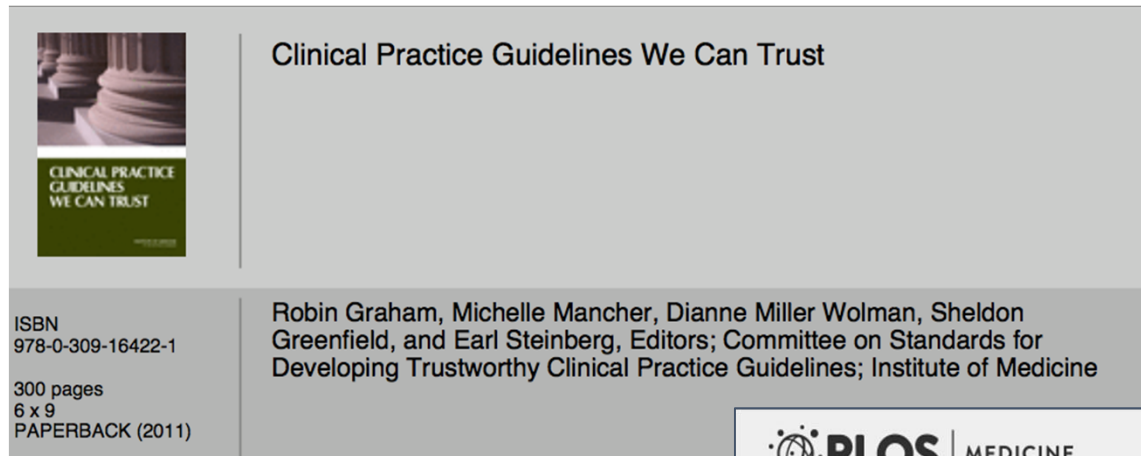 Clinical Practice Guidelines We Can Trust
CLINICAL PRACTICE
GUIDELINES
WE CAN TRUST
ISBN
978-0-309-16422-1
300 pages
6 x 9
PAPERBACK (2011)
Robin Graham, Michelle Mancher, Dianne Miller Wolman, Sheldon
Greenfield, and Earl Steinberg, Editors; Committee on Standards for
Developing Trustworthy Clinical Practice Guidelines; Institute of Medicine
PLOS MEDICINE